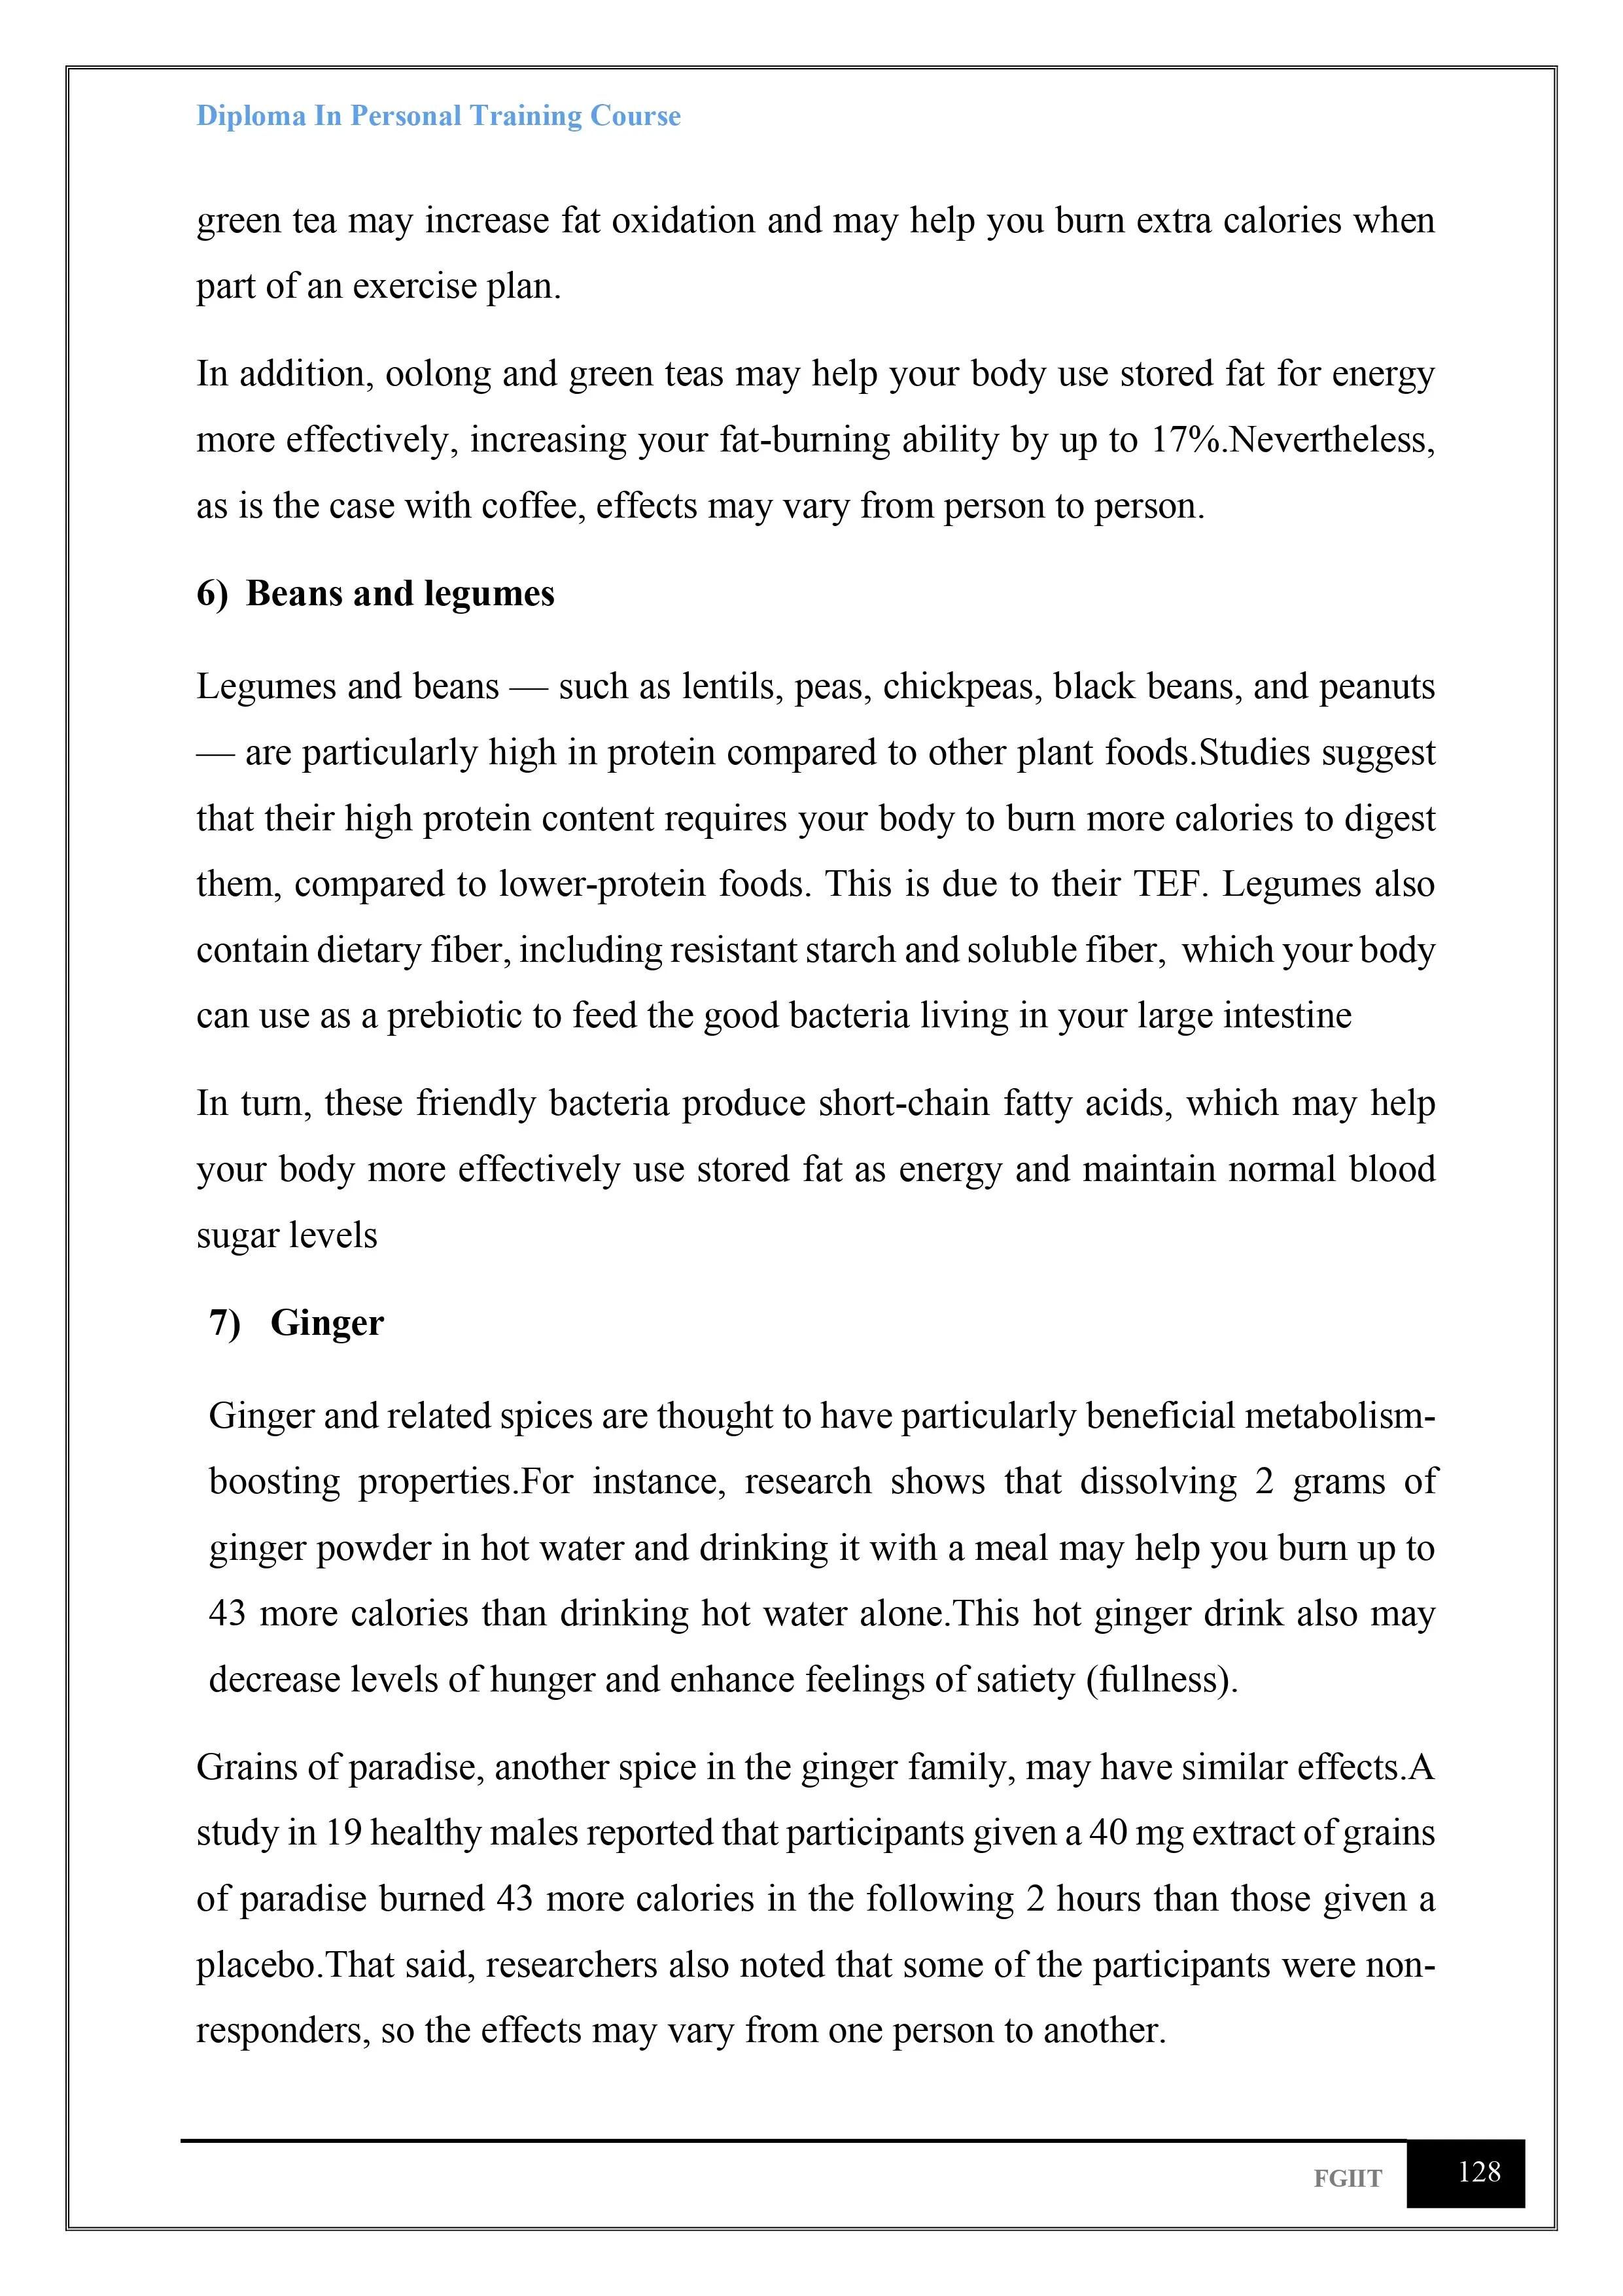 Diploma In Personal Training Course
green tea may increase fat oxidation and may help you burn extra calories when
part of an exercise plan.
In addition, oolong and green teas may help your body use stored fat for energy
more effectively, increasing your fat-burning ability by up to 17%.Nevertheless,
as is the case with coffee, effects may vary from person to person.
6) Beans and legumes
Legumes and beans — such as lentils, peas, chickpeas, black beans, and peanuts
— are particularly high in protein compared to other plant foods.Studies suggest
that their high protein content requires your body to burn more calories to digest
them, compared to lower-protein foods. This is due to their TEF. Legumes also
contain dietary fiber, including resistant starch and soluble fiber, which your body
can use as a prebiotic to feed the good bacteria living in your large intestine
In turn, these friendly bacteria produce short-chain fatty acids, which may help
your body more effectively use stored fat as energy and maintain normal blood
sugar levels
7) Ginger
Ginger and related spices are thought to have particularly beneficial metabolism-
boosting properties.For instance, research shows that dissolving 2 grams of
ginger powder in hot water and drinking it with a meal may help you burn up to
43 more calories than drinking hot water alone.This hot ginger drink also may
decrease levels of hunger and enhance feelings of satiety (fullness).
Grains of paradise, another spice in the ginger family, may have similar effects.A
study in 19 healthy males reported that participants given a 40 mg extract of grains
of paradise burned 43 more calories in the following 2 hours than those given a
placebo.That said, researchers also noted that some of the participants were non-
responders, so the effects may vary from one person to another.
FGIIT 128